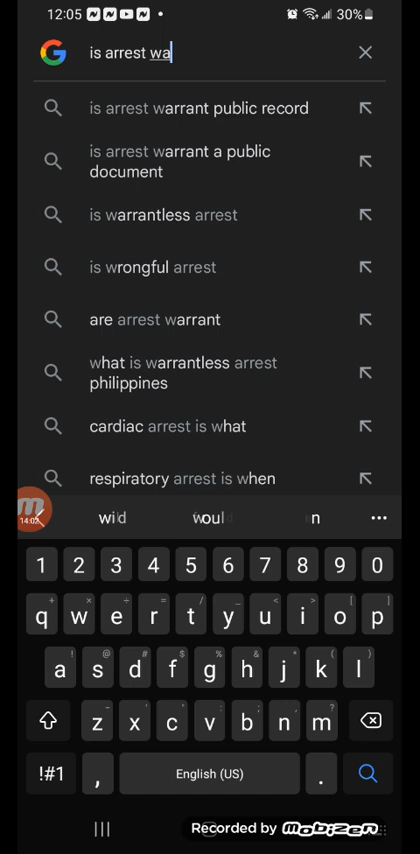 12:05
30%
is arrest wa
is arrest warrant public record
is arrest warrant a public
document
is warrantless arrest
is wrongful arrest
are arrest warrant
what is warrantless arrest
philippines
cardiac arrest is what
respiratory arrest is when
14:02
1 2 3 4 5 6 7 8 9 0
+ × ÷ = / _ < > [ ]
q w e r t y u i o p
! @ # $ % & ( )
a s d f g h j k l
- ' " : ; , ?
z x c v b n m
!#1 , English (US) .
Recorded by mobizen